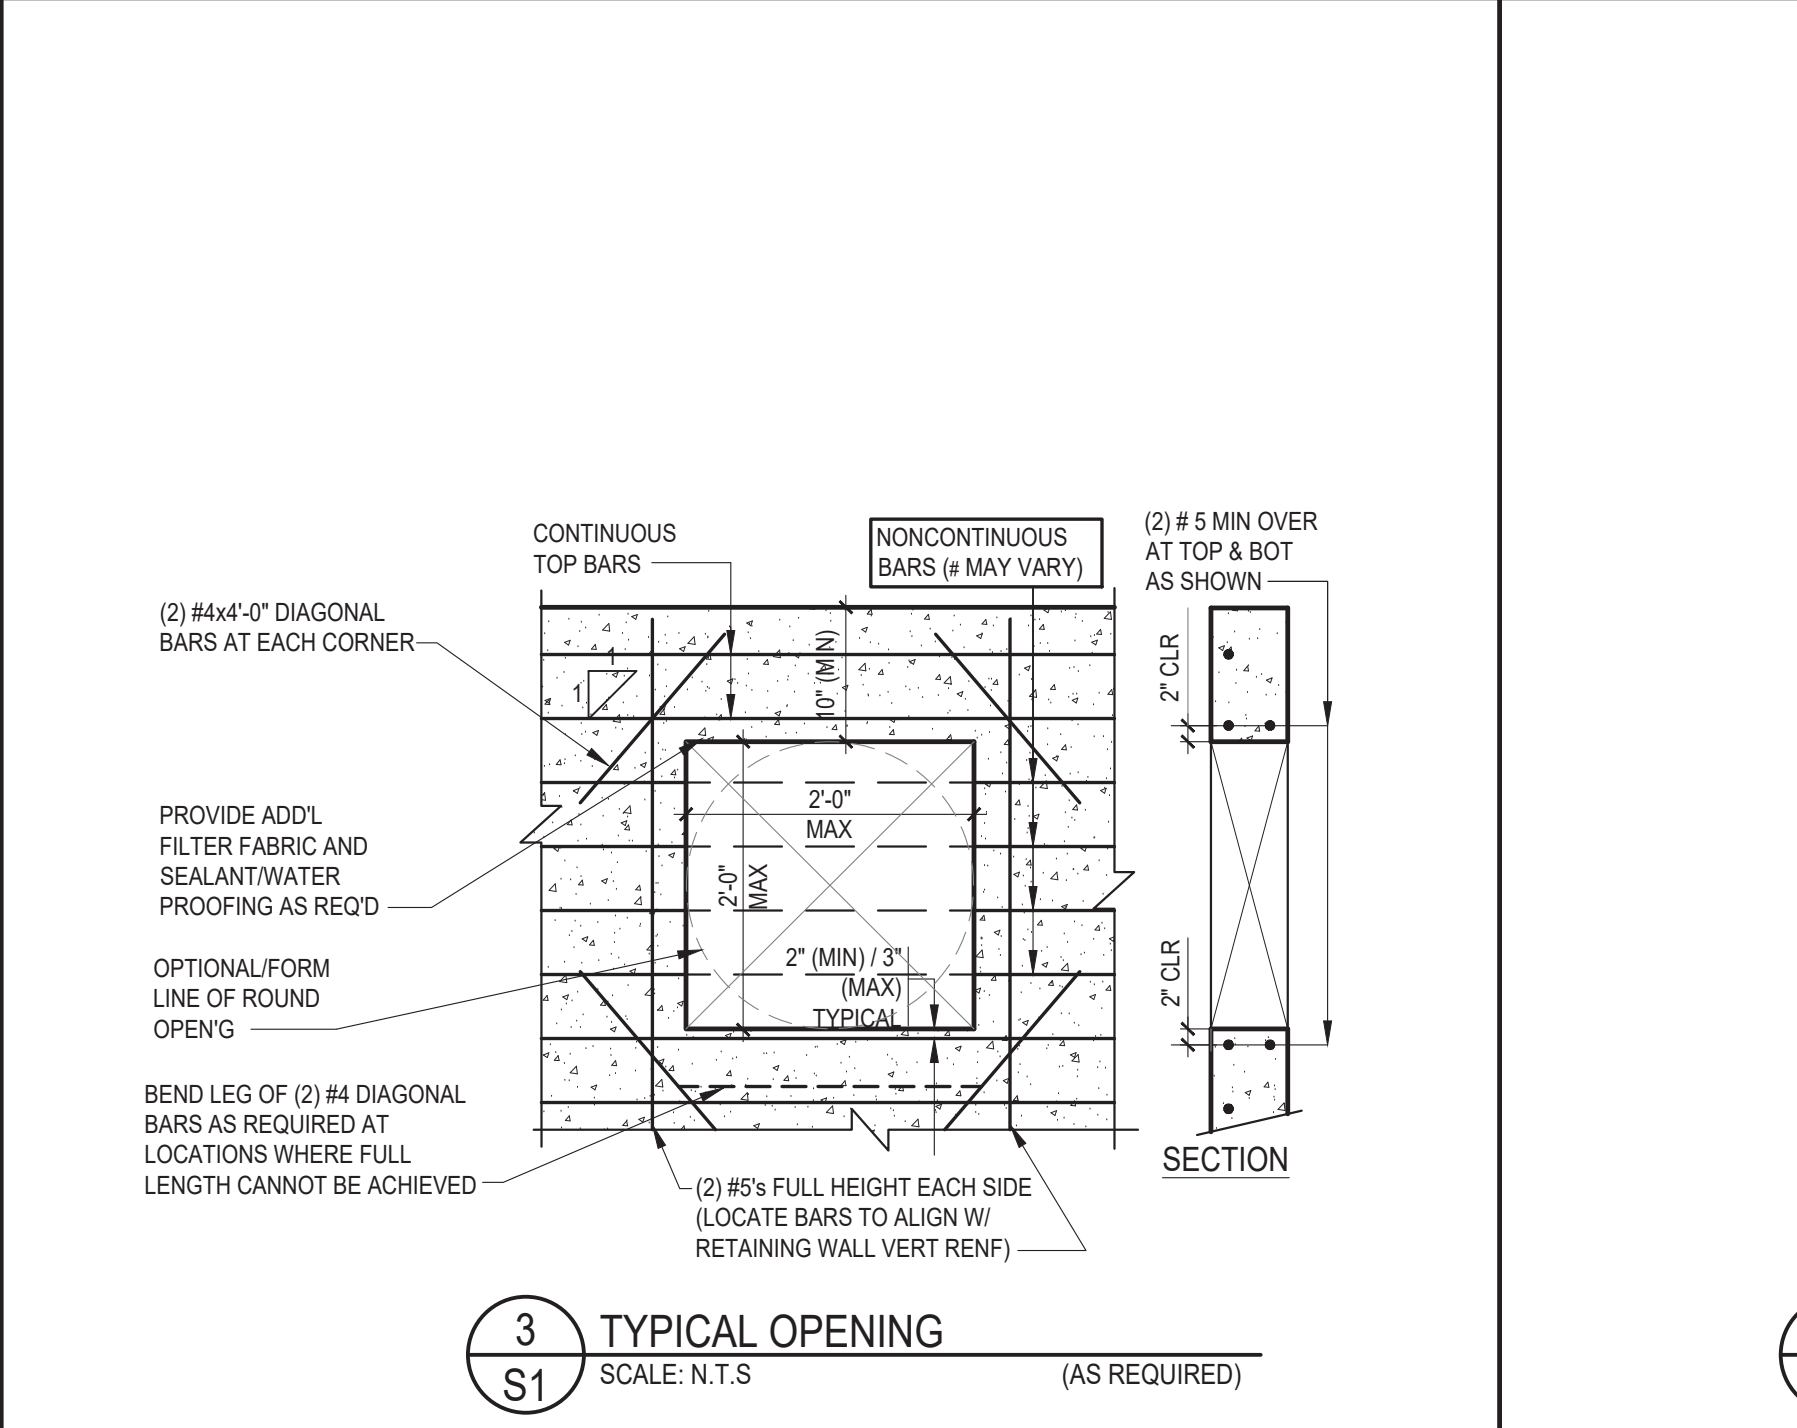 CONTINUOUS
TOP BARS
NONCONTINUOUS
BARS (# MAY VARY)
(2) # 5 MIN OVER
AT TOP & BOT
AS SHOWN
(2) #4x4'-0" DIAGONAL
BARS AT EACH CORNER
1
1
10" (MIN)
2" CLR
PROVIDE ADD'L
FILTER FABRIC AND
SEALANT/WATER
PROOFING AS REQ'D
2'-0"
MAX
2'-0"
MAX
OPTIONAL/FORM
LINE OF ROUND
OPEN'G
2" (MIN) / 3"
(MAX)
TYPICAL
2" CLR
BEND LEG OF (2) #4 DIAGONAL
BARS AS REQUIRED AT
LOCATIONS WHERE FULL
LENGTH CANNOT BE ACHIEVED
SECTION
(2) #5's FULL HEIGHT EACH SIDE
(LOCATE BARS TO ALIGN W/
RETAINING WALL VERT RENF)
3
S1
TYPICAL OPENING
SCALE: N.T.S
(AS REQUIRED)